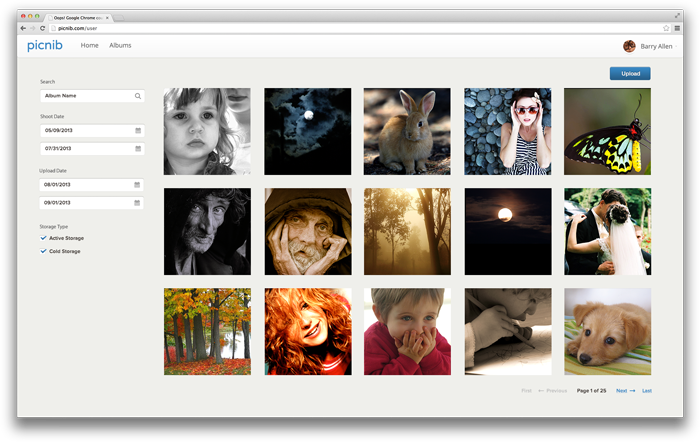 Oops! Google Chrome
picnib.com/user
picnib
Home
Albums
Barry Allen
Upload
Search
Album Name
Shoot Date
05/09/2013
07/31/2013
Upload Date
08/01/2013
09/01/2013
Storage Type
Active Storage
Cold Storage
First
← Previous
Page 1 of 25
Next →
Last